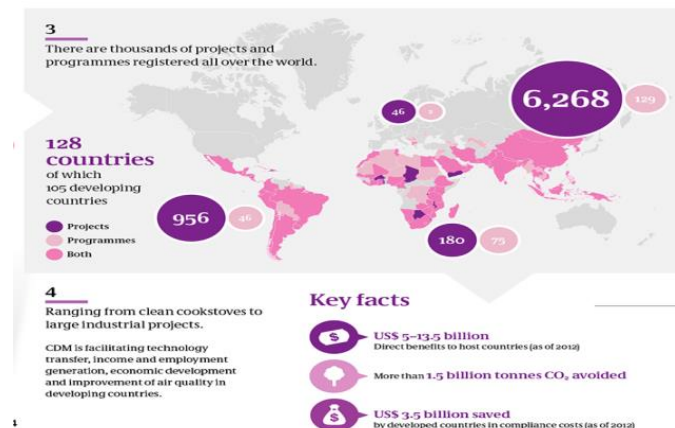 3
There are thousands of projects and
programmes registered all over the world.
128
countries
of which
105 developing
countries
Projects
Programmes
Both
956
46
46
6,268
129
180
75
4
Ranging from clean cookstoves to
large industrial projects.
CDM is facilitating technology
transfer, income and employment
generation, economic development
and improvement of air quality in
developing countries.
Key facts
$
US$ 5–13.5 billion
Direct benefits to host countries (as of 2012)
More than 1.5 billion tonnes CO₂ avoided
$
US$ 3.5 billion saved
by developed countries in compliance costs (as of 2012)